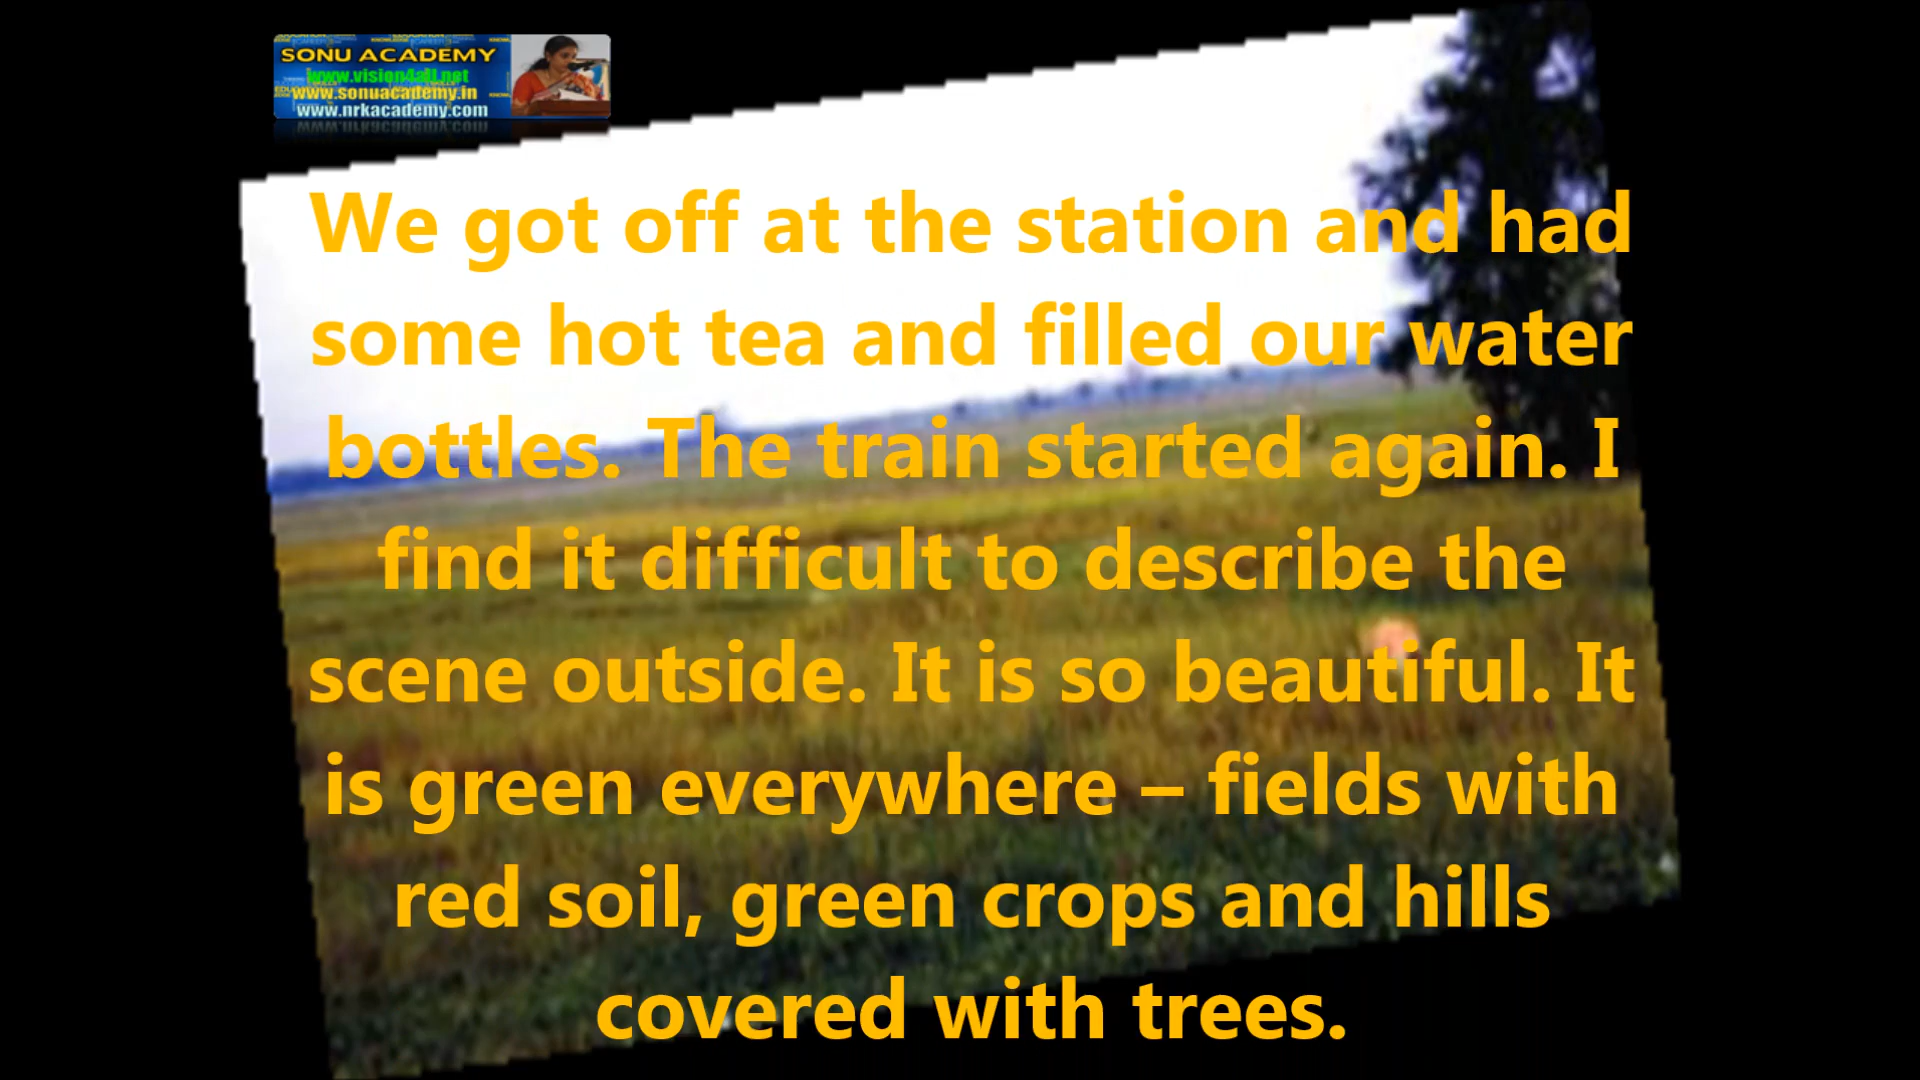 SONU ACADEMY
www.vision4all.net
www.sonuacademy.in
www.nrkacademy.com
We got off at the station and had
some hot tea and filled our water
bottles. The train started again. I
find it difficult to describe the
scene outside. It is so beautiful. It
is green everywhere – fields with
red soil, green crops and hills
covered with trees.